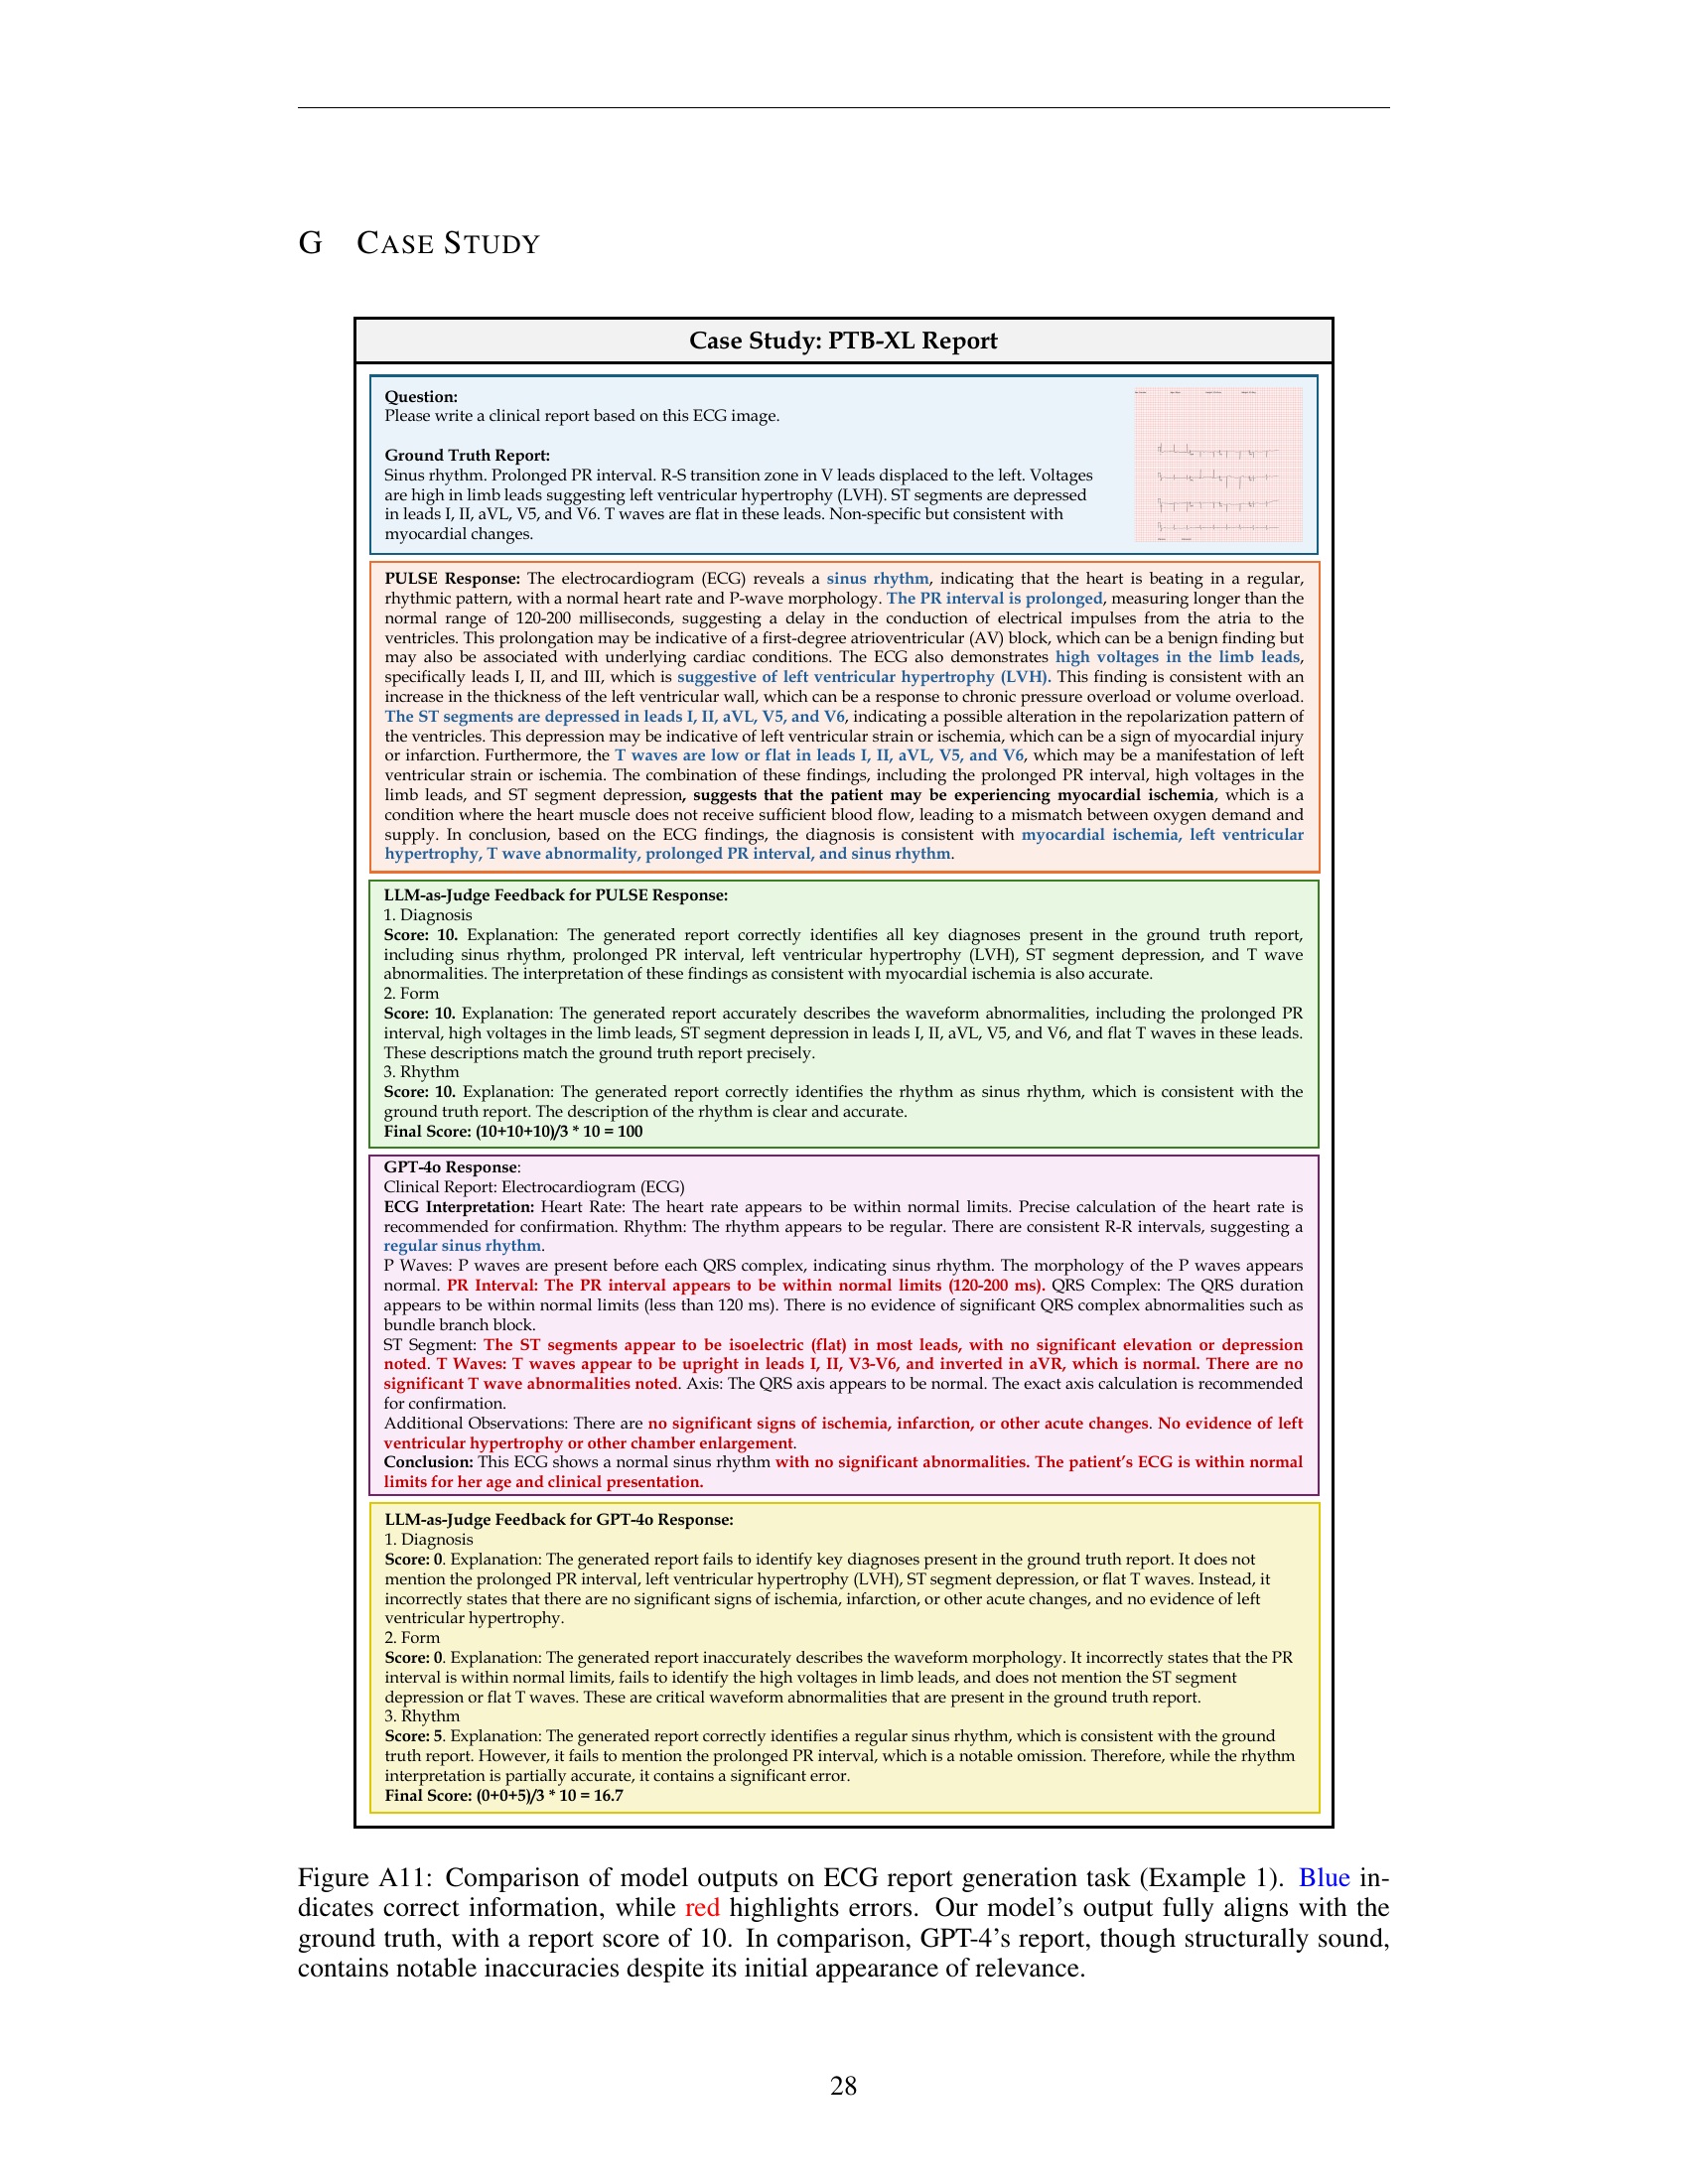 G CASE STUDY
Case Study: PTB-XL Report
Question:
Please write a clinical report based on this ECG image.
Ground Truth Report:
Sinus rhythm. Prolonged PR interval. R-S transition zone in V leads displaced to the left. Voltages
are high in limb leads suggesting left ventricular hypertrophy (LVH). ST segments are depressed
in leads I, II, aVL, V5, and V6. T waves are flat in these leads. Non-specific but consistent with
myocardial changes.
PULSE Response: The electrocardiogram (ECG) reveals a sinus rhythm, indicating that the heart is beating in a regular,
rhythmic pattern, with a normal heart rate and P-wave morphology. The PR interval is prolonged, measuring longer than the
normal range of 120-200 milliseconds, suggesting a delay in the conduction of electrical impulses from the atria to the
ventricles. This prolongation may be indicative of a first-degree atrioventricular (AV) block, which can be a benign finding but
may also be associated with underlying cardiac conditions. The ECG also demonstrates high voltages in the limb leads,
specifically leads I, II, and III, which is suggestive of left ventricular hypertrophy (LVH). This finding is consistent with an
increase in the thickness of the left ventricular wall, which can be a response to chronic pressure overload or volume overload.
The ST segments are depressed in leads I, II, aVL, V5, and V6, indicating a possible alteration in the repolarization pattern of
the ventricles. This depression may be indicative of left ventricular strain or ischemia, which can be a sign of myocardial injury
or infarction. Furthermore, the T waves are low or flat in leads I, II, aVL, V5, and V6, which may be a manifestation of left
ventricular strain or ischemia. The combination of these findings, including the prolonged PR interval, high voltages in the
limb leads, and ST segment depression, suggests that the patient may be experiencing myocardial ischemia, which is a
condition where the heart muscle does not receive sufficient blood flow, leading to a mismatch between oxygen demand and
supply. In conclusion, based on the ECG findings, the diagnosis is consistent with myocardial ischemia, left ventricular
hypertrophy, T wave abnormality, prolonged PR interval, and sinus rhythm.
LLM-as-Judge Feedback for PULSE Response:
1. Diagnosis
Score: 10. Explanation: The generated report correctly identifies all key diagnoses present in the ground truth report,
including sinus rhythm, prolonged PR interval, left ventricular hypertrophy (LVH), ST segment depression, and T wave
abnormalities. The interpretation of these findings as consistent with myocardial ischemia is also accurate.
2. Form
Score: 10. Explanation: The generated report accurately describes the waveform abnormalities, including the prolonged PR
interval, high voltages in the limb leads, ST segment depression in leads I, II, aVL, V5, and V6, and flat T waves in these leads.
These descriptions match the ground truth report precisely.
3. Rhythm
Score: 10. Explanation: The generated report correctly identifies the rhythm as sinus rhythm, which is consistent with the
ground truth report. The description of the rhythm is clear and accurate.
Final Score: (10+10+10)/3 * 10 = 100
GPT-4o Response:
Clinical Report: Electrocardiogram (ECG)
ECG Interpretation: Heart Rate: The heart rate appears to be within normal limits. Precise calculation of the heart rate is
recommended for confirmation. Rhythm: The rhythm appears to be regular. There are consistent R-R intervals, suggesting a
regular sinus rhythm.
P Waves: P waves are present before each QRS complex, indicating sinus rhythm. The morphology of the P waves appears
normal. PR Interval: The PR interval appears to be within normal limits (120-200 ms). QRS Complex: The QRS duration
appears to be within normal limits (less than 120 ms). There is no evidence of significant QRS complex abnormalities such as
bundle branch block.
ST Segment: The ST segments appear to be isoelectric (flat) in most leads, with no significant elevation or depression
noted. T Waves: T waves appear to be upright in leads I, II, V3-V6, and inverted in aVR, which is normal. There are no
significant T wave abnormalities noted. Axis: The QRS axis appears to be normal. The exact axis calculation is recommended
for confirmation.
Additional Observations: There are no significant signs of ischemia, infarction, or other acute changes. No evidence of left
ventricular hypertrophy or other chamber enlargement.
Conclusion: This ECG shows a normal sinus rhythm with no significant abnormalities. The patient's ECG is within normal
limits for her age and clinical presentation.
LLM-as-Judge Feedback for GPT-4o Response:
1. Diagnosis
Score: 0. Explanation: The generated report fails to identify key diagnoses present in the ground truth report. It does not
mention the prolonged PR interval, left ventricular hypertrophy (LVH), ST segment depression, or flat T waves. Instead, it
incorrectly states that there are no significant signs of ischemia, infarction, or other acute changes, and no evidence of left
ventricular hypertrophy.
2. Form
Score: 0. Explanation: The generated report inaccurately describes the waveform morphology. It incorrectly states that the PR
interval is within normal limits, fails to identify the high voltages in limb leads, and does not mention the ST segment
depression or flat T waves. These are critical waveform abnormalities that are present in the ground truth report.
3. Rhythm
Score: 5. Explanation: The generated report correctly identifies a regular sinus rhythm, which is consistent with the ground
truth report. However, it fails to mention the prolonged PR interval, which is a notable omission. Therefore, while the rhythm
interpretation is partially accurate, it contains a significant error.
Final Score: (0+0+5)/3 * 10 = 16.7
Figure A11: Comparison of model outputs on ECG report generation task (Example 1). Blue in-
dicates correct information, while red highlights errors. Our model's output fully aligns with the
ground truth, with a report score of 10. In comparison, GPT-4's report, though structurally sound,
contains notable inaccuracies despite its initial appearance of relevance.
28